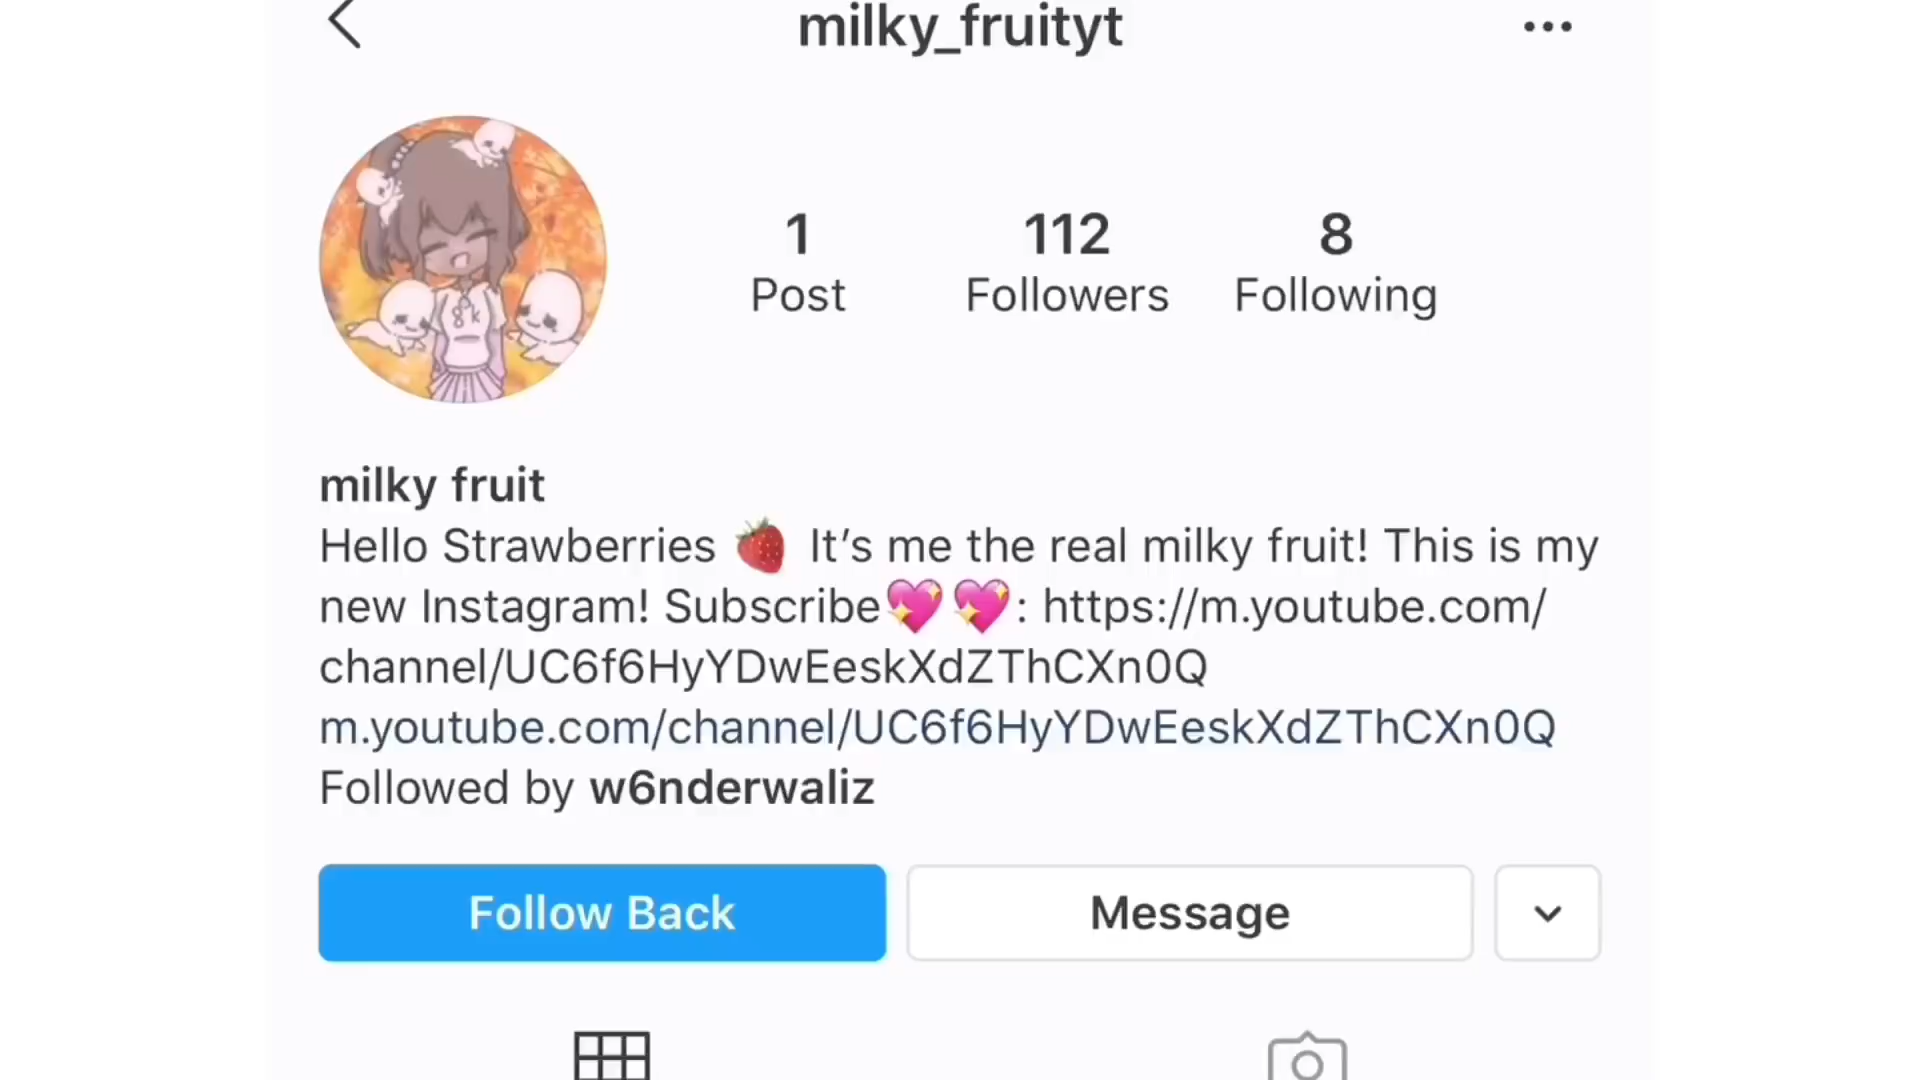 milky_fruityt
1 112 8
Post Followers Following
8k
milky fruit
Hello Strawberries 🍓 It’s me the real milky fruit! This is my
new Instagram! Subscribe💖💖: https://m.youtube.com/
channel/UC6f6HyYDwEeskXdZThCXn0Q
m.youtube.com/channel/UC6f6HyYDwEeskXdZThCXn0Q
Followed by w6nderwaliz
Follow Back Message